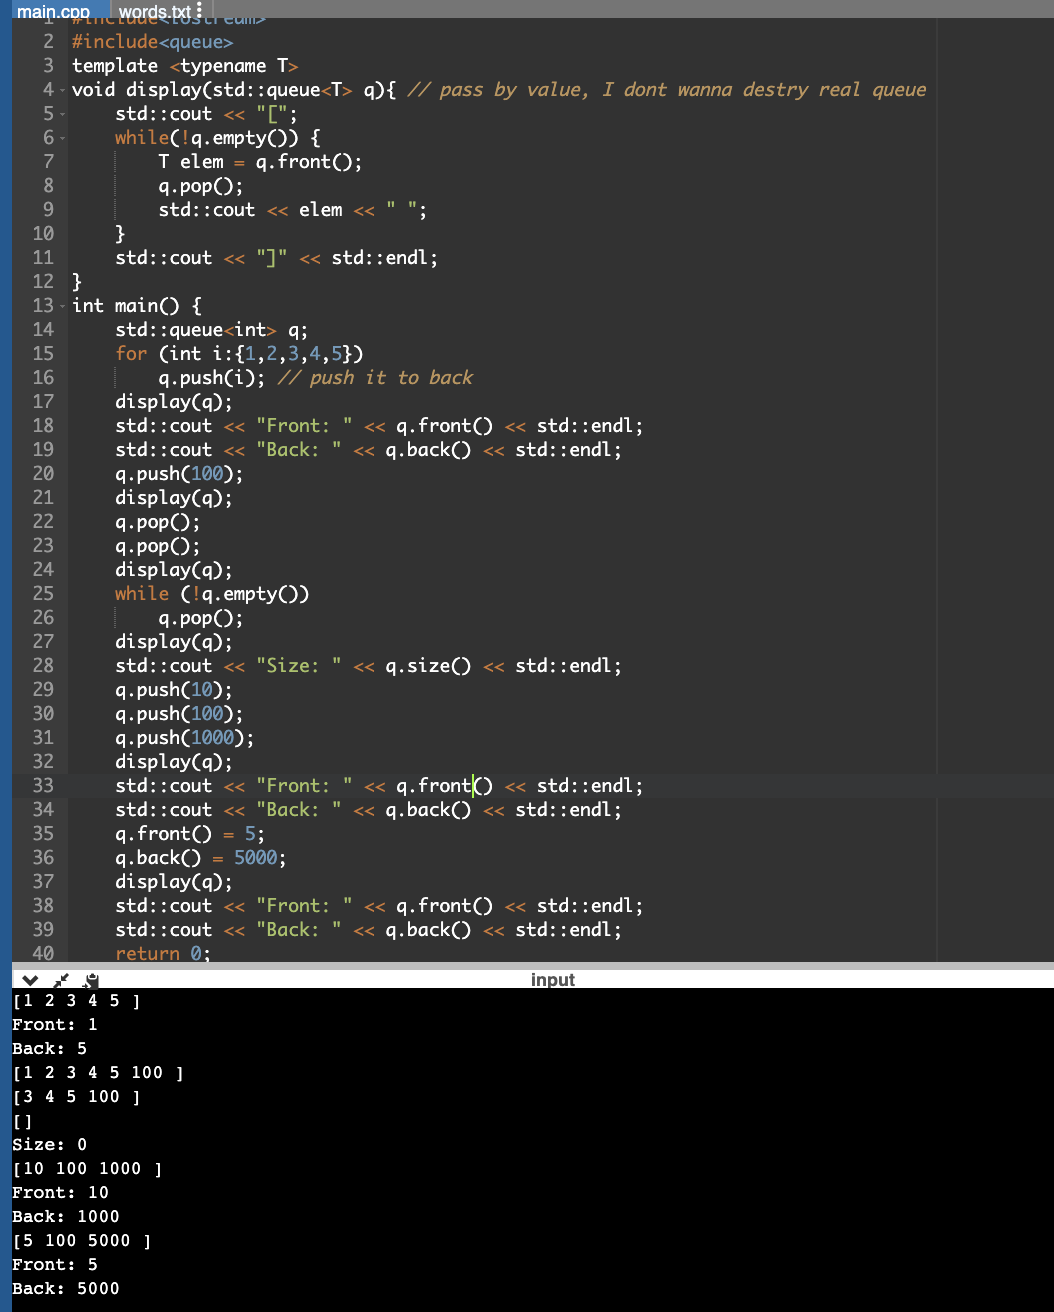 main.cpp words.txt
1 #include<iostream>
2 #include<queue>
3 template <typename T>
4 void display(std::queue<T> q){ // pass by value, I dont wanna destry real queue
5 std::cout << "[";
6 while(!q.empty()) {
7 T elem = q.front();
8 q.pop();
9 std::cout << elem << " ";
10 }
11 std::cout << "]" << std::endl;
12 }
13 int main() {
14 std::queue<int> q;
15 for (int i:{1,2,3,4,5})
16 q.push(i); // push it to back
17 display(q);
18 std::cout << "Front: " << q.front() << std::endl;
19 std::cout << "Back: " << q.back() << std::endl;
20 q.push(100);
21 display(q);
22 q.pop();
23 q.pop();
24 display(q);
25 while (!q.empty())
26 q.pop();
27 display(q);
28 std::cout << "Size: " << q.size() << std::endl;
29 q.push(10);
30 q.push(100);
31 q.push(1000);
32 display(q);
33 std::cout << "Front: " << q.front() << std::endl;
34 std::cout << "Back: " << q.back() << std::endl;
35 q.front() = 5;
36 q.back() = 5000;
37 display(q);
38 std::cout << "Front: " << q.front() << std::endl;
39 std::cout << "Back: " << q.back() << std::endl;
40 return 0;
input
[1 2 3 4 5 ]
Front: 1
Back: 5
[1 2 3 4 5 100 ]
[3 4 5 100 ]
[]
Size: 0
[10 100 1000 ]
Front: 10
Back: 1000
[5 100 5000 ]
Front: 5
Back: 5000